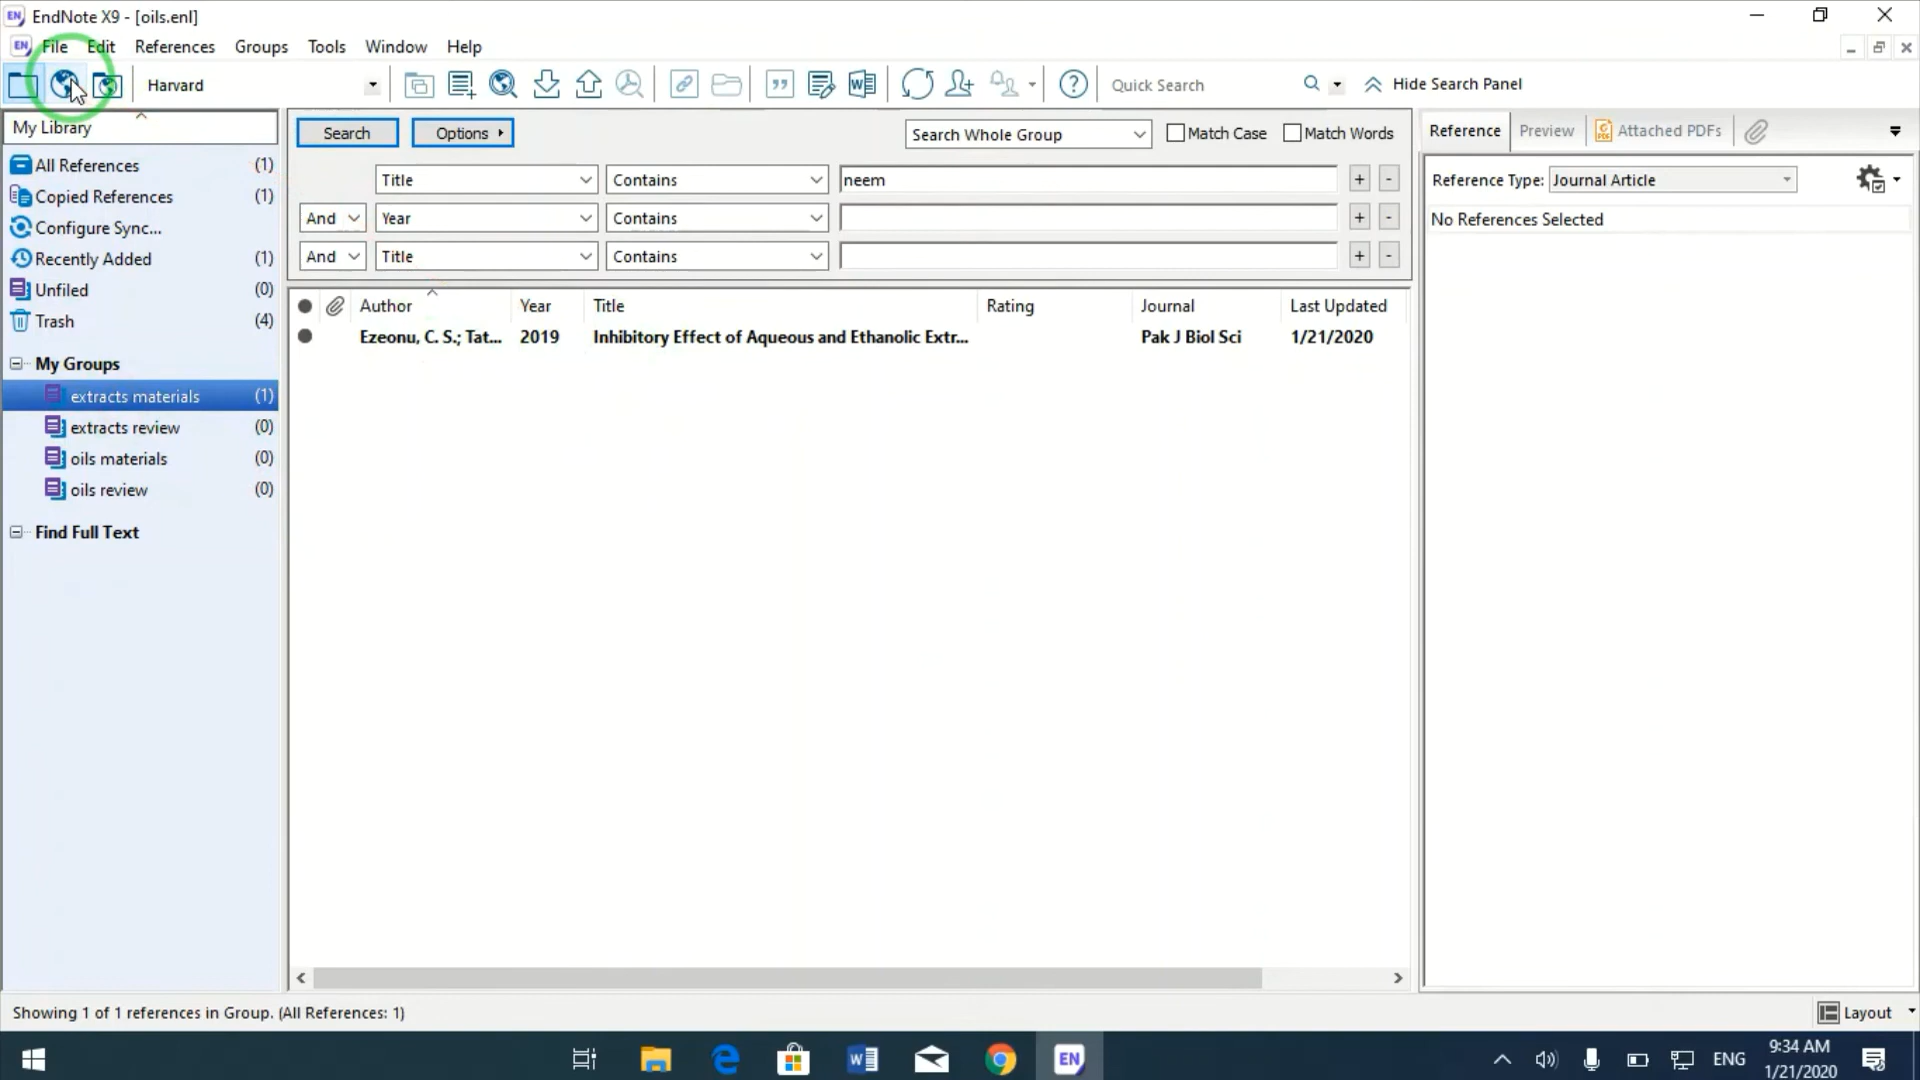 EN EndNote X9 - [oils.enl]
EN File Edit References Groups Tools Window Help
Harvard
Quick Search
Hide Search Panel
My Library
All References (1)
Copied References (1)
Configure Sync...
Recently Added (1)
Unfiled (0)
Trash (4)
My Groups
extracts materials (1)
extracts review (0)
oils materials (0)
oils review (0)
Find Full Text
Search Options Search Whole Group Match Case Match Words
Title Contains neem + -
And Year Contains + -
And Title Contains + -
Author Year Title Rating Journal Last Updated
Ezeonu, C. S.; Tat... 2019 Inhibitory Effect of Aqueous and Ethanolic Extr... Pak J Biol Sci 1/21/2020
Reference Preview Attached PDFs
Reference Type: Journal Article
No References Selected
Showing 1 of 1 references in Group. (All References: 1)
Layout
EN
ENG
9:34 AM
1/21/2020